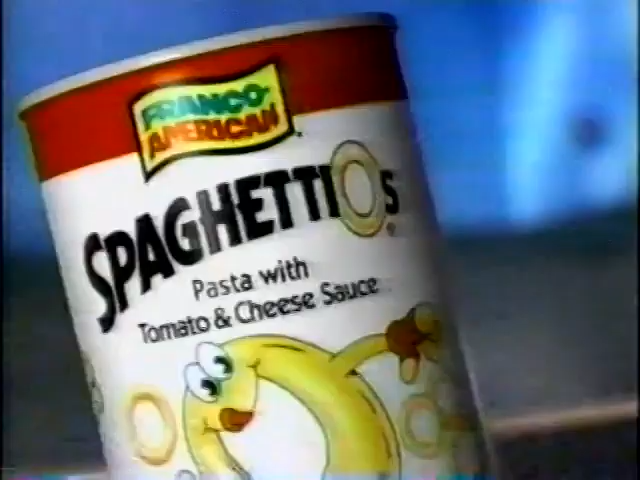 FRANCO-
AMERICAN
SPAGHETTIOs
Pasta with
Tomato & Cheese Sauce